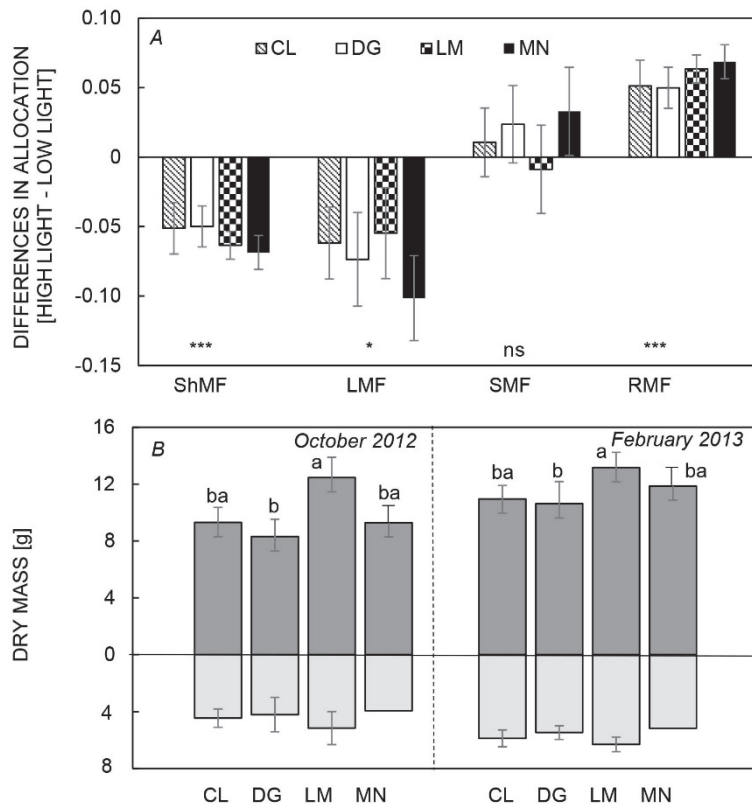 A
CL DG LM MN
DIFFERENCES IN ALLOCATION
[HIGH LIGHT - LOW LIGHT]
0.10
0.05
0
-0.05
-0.10
-0.15
*** * ns ***
ShMF LMF SMF RMF
B
October 2012
February 2013
DRY MASS [g]
16
12
8
4
0
4
8
ba b a ba
ba b a ba
CL DG LM MN CL DG LM MN